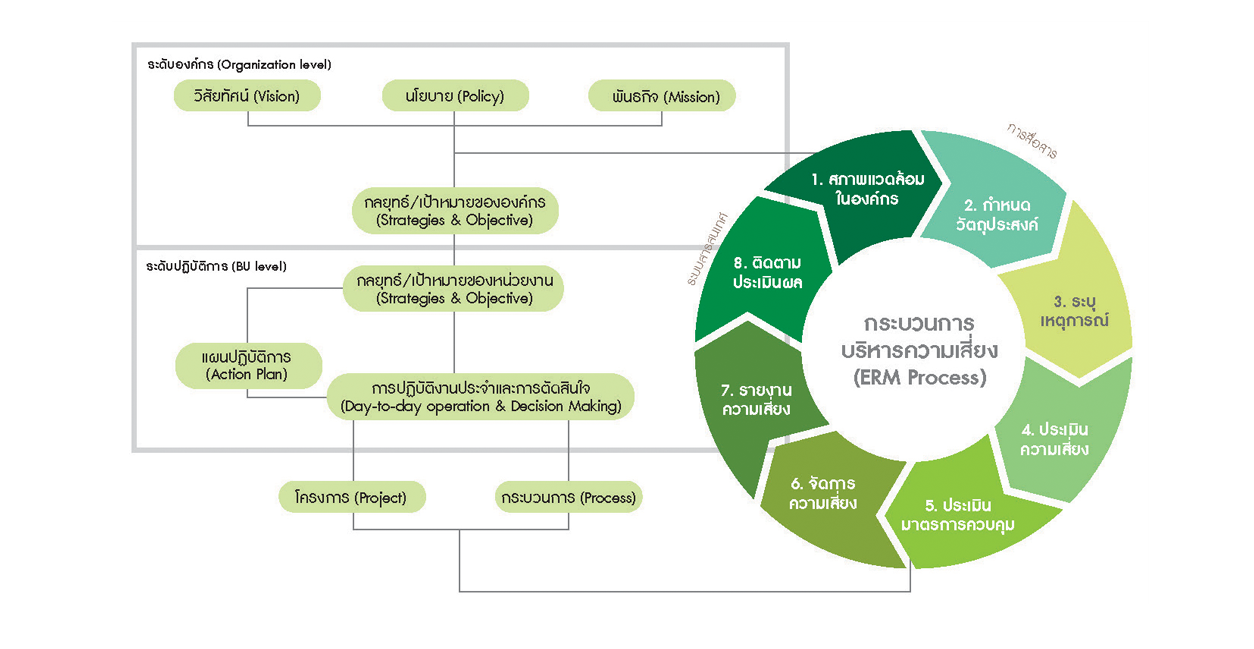 ระดับองค์กร (Organization level)
วิสัยทัศน์ (Vision)
นโยบาย (Policy)
พันธกิจ (Mission)
กลยุทธ์/เป้าหมายขององค์กร
(Strategies & Objective)
ระดับปฏิบัติการ (BU level)
กลยุทธ์/เป้าหมายของหน่วยงาน
(Strategies & Objective)
แผนปฏิบัติการ
(Action Plan)
การปฏิบัติงานประจำและการตัดสินใจ
(Day-to-day operation & Decision Making)
โครงการ (Project)
กระบวนการ (Process)
การสื่อสาร
ระบบสารสนเทศ
1. สภาพแวดล้อม
ในองค์กร
2. กำหนด
วัตถุประสงค์
3. ระบุ
เหตุการณ์
4. ประเมิน
ความเสี่ยง
5. ประเมิน
มาตรการควบคุม
6. จัดการ
ความเสี่ยง
7. รายงาน
ความเสี่ยง
8. ติดตาม
ประเมินผล
กระบวนการ
บริหารความเสี่ยง
(ERM Process)